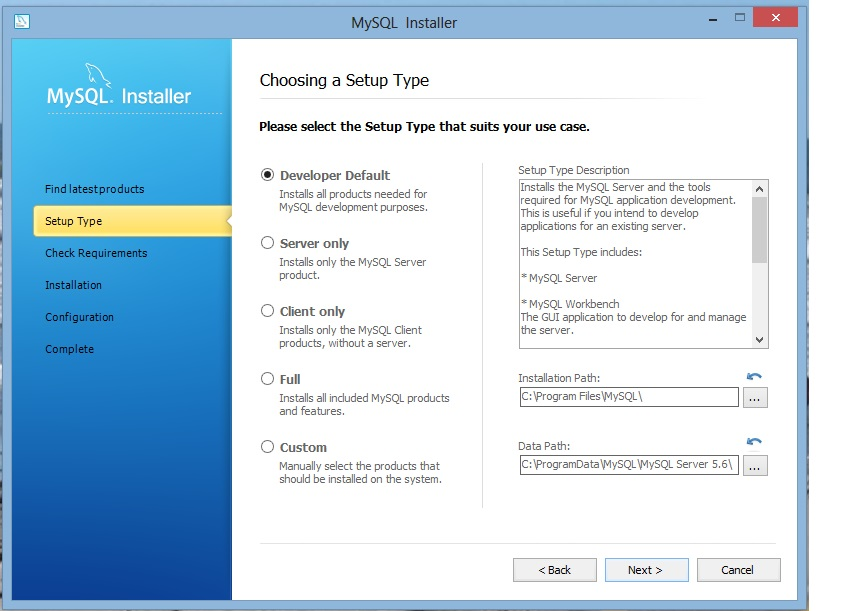 MySQL Installer
MySQL. Installer
Find latest products
Setup Type
Check Requirements
Installation
Configuration
Complete
Choosing a Setup Type
Please select the Setup Type that suits your use case.
Developer Default
Installs all products needed for
MySQL development purposes.
Server only
Installs only the MySQL Server
product.
Client only
Installs only the MySQL Client
products, without a server.
Full
Installs all included MySQL products
and features.
Custom
Manually select the products that
should be installed on the system.
Setup Type Description
Installs the MySQL Server and the tools
required for MySQL application development.
This is useful if you intend to develop
applications for an existing server.
This Setup Type includes:
* MySQL Server
* MySQL Workbench
The GUI application to develop for and manage
the server.
Installation Path:
C:\Program Files\MySQL\
...
Data Path:
C:\ProgramData\MySQL\MySQL Server 5.6\
...
< Back
Next >
Cancel